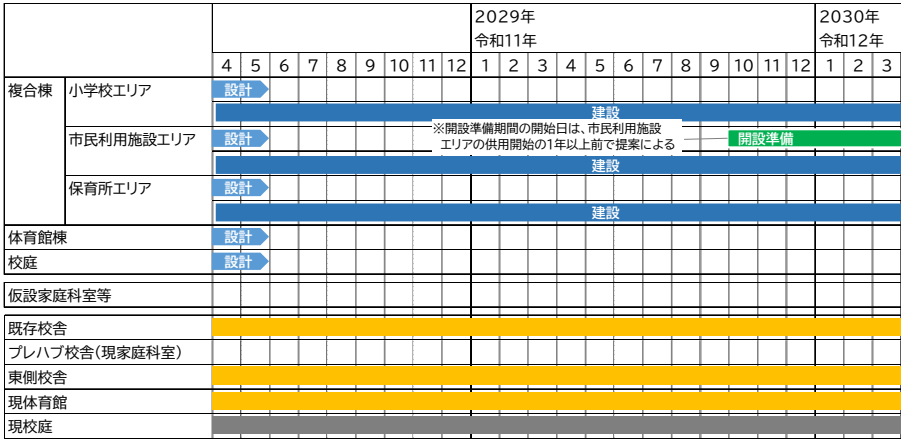 2029年 2030年
令和11年 令和12年
4 5 6 7 8 9 10 11 12 1 2 3 4 5 6 7 8 9 10 11 12 1 2 3
複合棟 小学校エリア 設計
建設
※開設準備期間の開始日は、市民利用施設
エリアの供用開始の1年以上前で提案による
市民利用施設エリア 設計 開設準備
建設
保育所エリア 設計
建設
体育館棟 設計
校庭 設計
仮設家庭科室等
既存校舎
プレハブ校舎(現家庭科室)
東側校舎
現体育館
現校庭